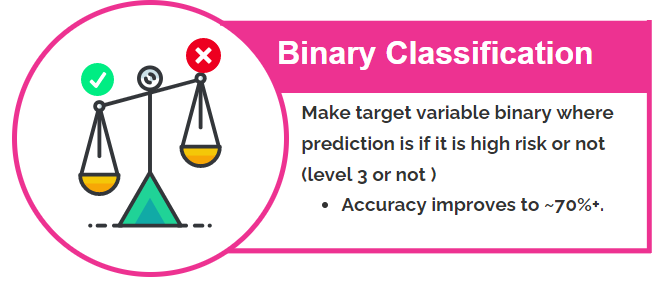 Binary Classification
Make target variable binary where
prediction is if it is high risk or not
(level 3 or not )
• Accuracy improves to ~70%+.